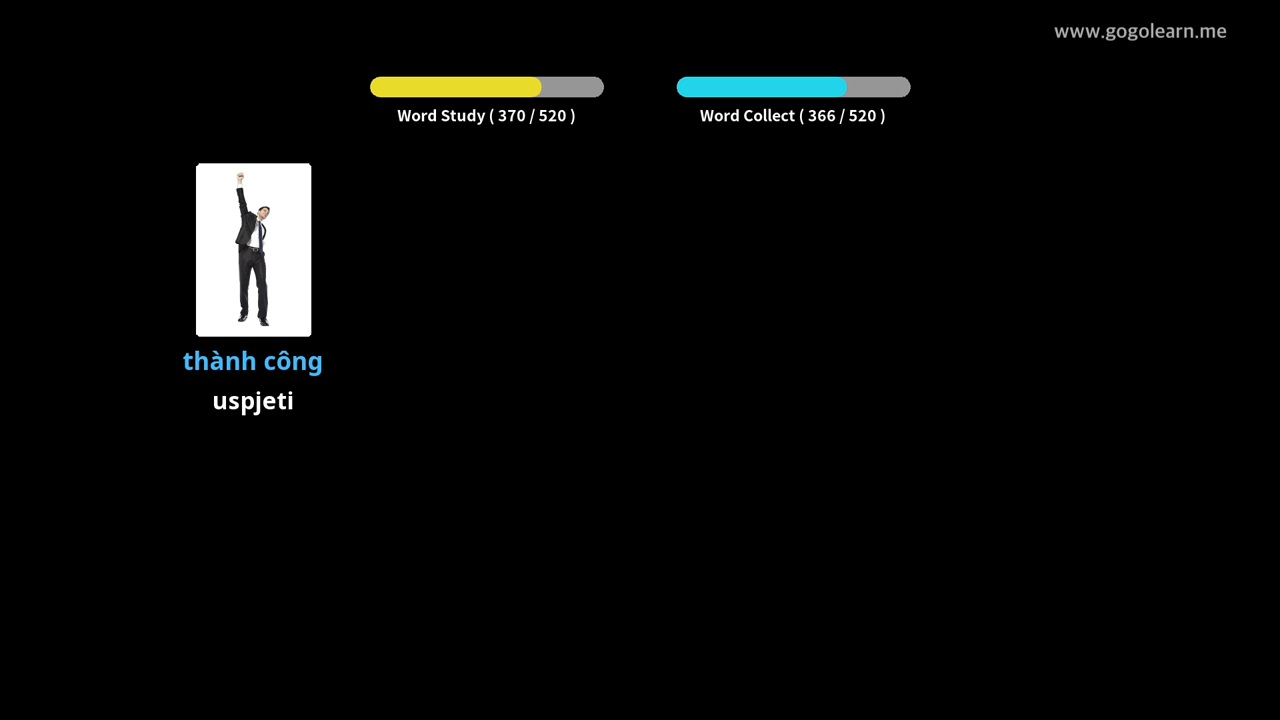 www.gogolearn.me
Word Study ( 370 / 520 )
Word Collect ( 366 / 520 )
thành công
uspjeti